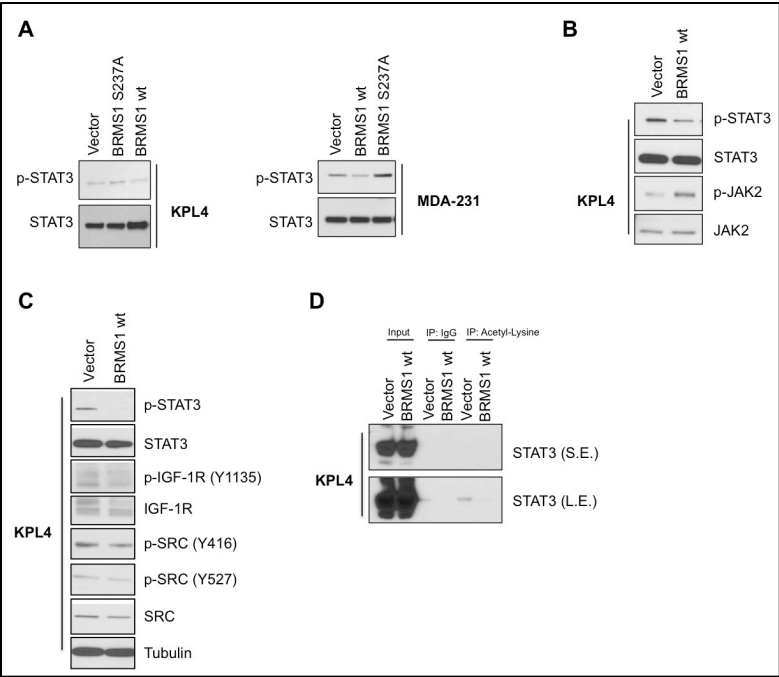 A
Vector
BRMS1 S237A
BRMS1 wt
p-STAT3
STAT3
KPL4
Vector
BRMS1 wt
BRMS1 S237A
p-STAT3
STAT3
MDA-231
B
Vector
BRMS1 wt
p-STAT3
STAT3
p-JAK2
JAK2
KPL4
C
Vector
BRMS1 wt
p-STAT3
STAT3
p-IGF-1R (Y1135)
IGF-1R
p-SRC (Y416)
p-SRC (Y527)
SRC
Tubulin
KPL4
D
Input
IP: IgG
IP: Acetyl-Lysine
Vector
BRMS1 wt
Vector
BRMS1 wt
Vector
BRMS1 wt
STAT3 (S.E.)
STAT3 (L.E.)
KPL4